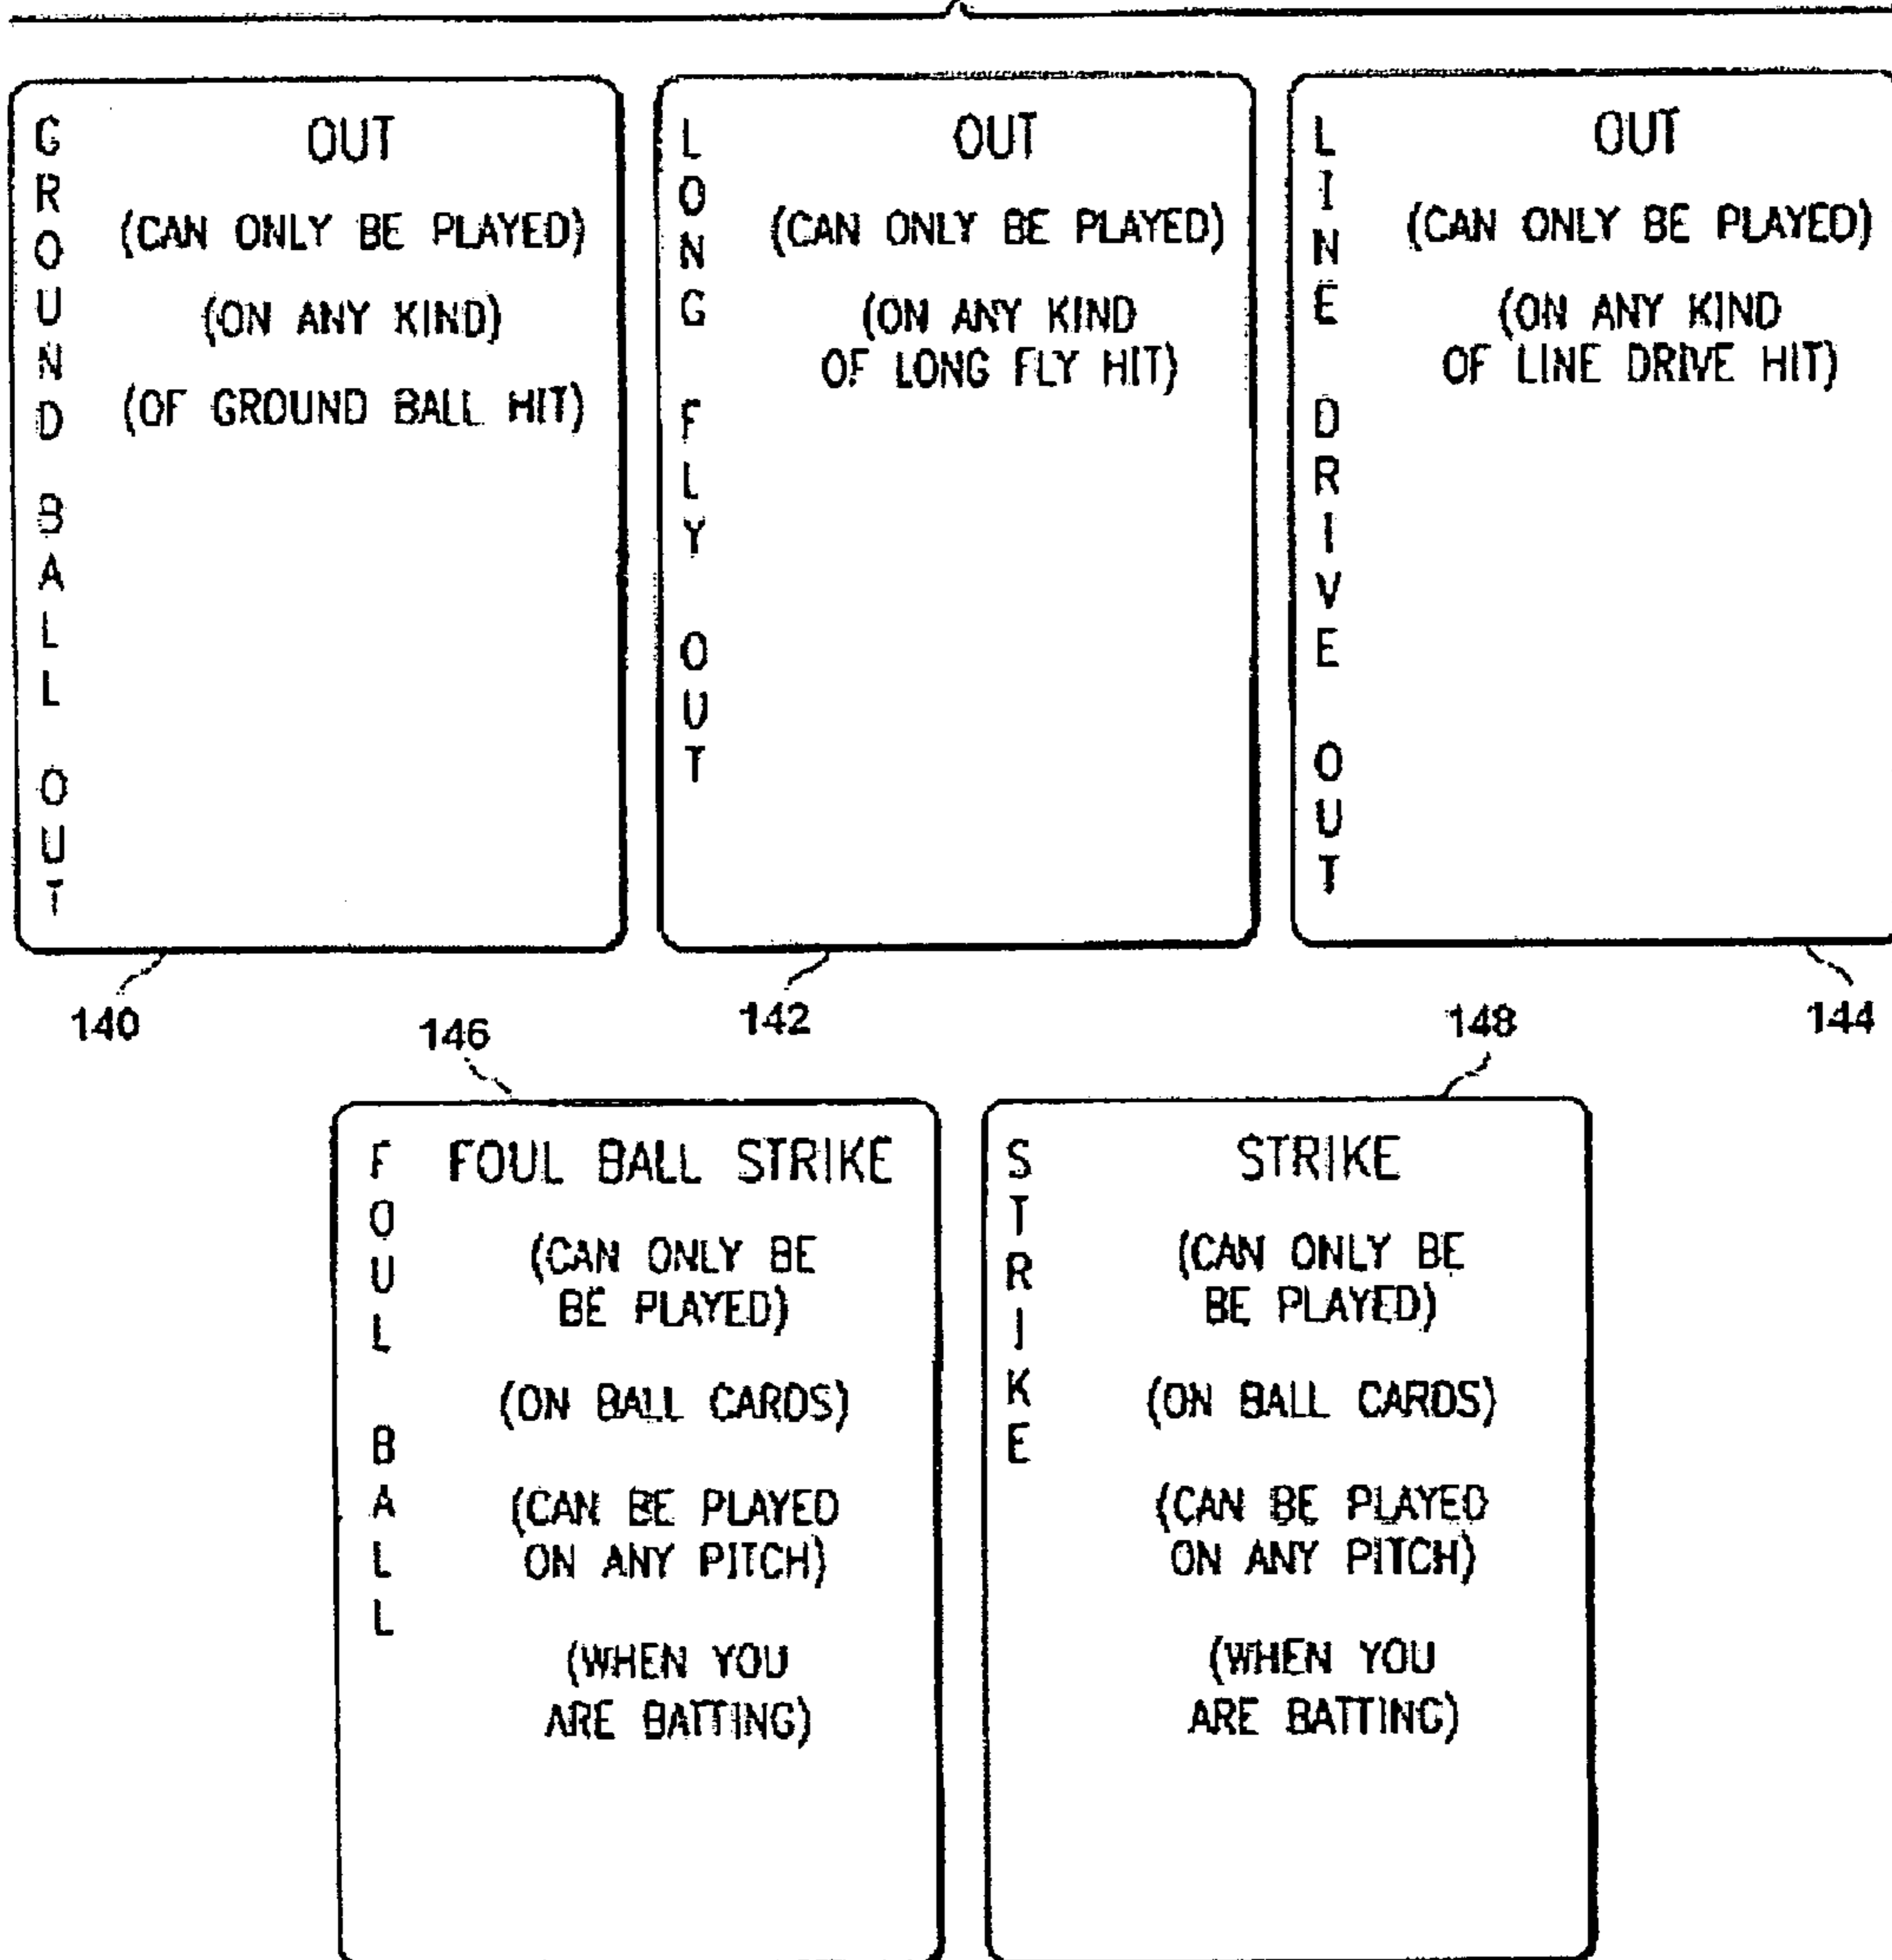 GROUND BALL OUT
OUT
(CAN ONLY BE PLAYED)
(ON ANY KIND)
(OF GROUND BALL HIT)
LONG FLY OUT
OUT
(CAN ONLY BE PLAYED)
(ON ANY KIND
OF LONG FLY HIT)
LINE DRIVE OUT
OUT
(CAN ONLY BE PLAYED)
(ON ANY KIND
OF LINE DRIVE HIT)
140
142
144
146
148
FOUL BALL
FOUL BALL STRIKE
(CAN ONLY BE
BE PLAYED)
(ON BALL CARDS)
(CAN BE PLAYED
ON ANY PITCH)
(WHEN YOU
ARE BATTING)
STRIKE
STRIKE
(CAN ONLY BE
BE PLAYED)
(ON BALL CARDS)
(CAN BE PLAYED
ON ANY PITCH)
(WHEN YOU
ARE BATTING)